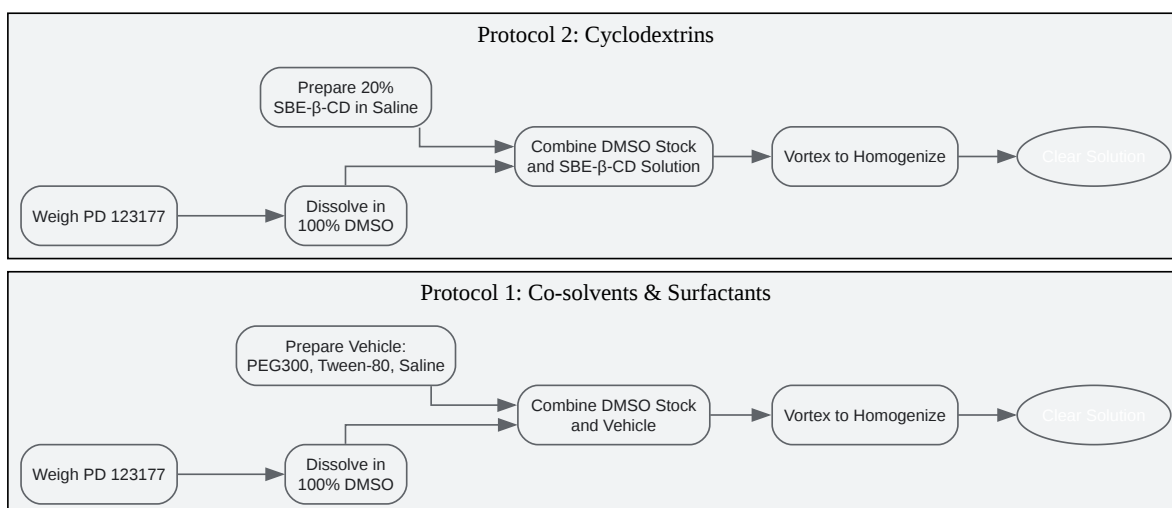 Protocol 2: Cyclodextrins
Prepare 20%
SBE-β-CD in Saline
Combine DMSO Stock
and SBE-β-CD Solution
Vortex to Homogenize
Clear Solution
Weigh PD 123177
Dissolve in
100% DMSO
Protocol 1: Co-solvents & Surfactants
Prepare Vehicle:
PEG300, Tween-80, Saline
Combine DMSO Stock
and Vehicle
Vortex to Homogenize
Clear Solution
Weigh PD 123177
Dissolve in
100% DMSO